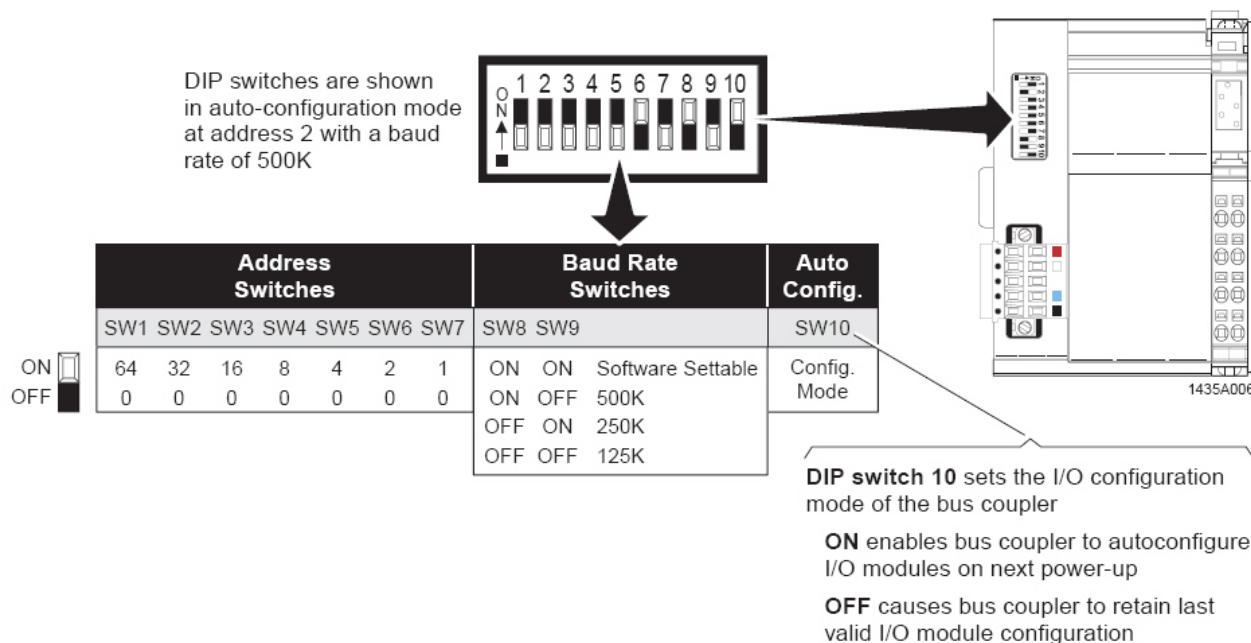 DIP switches are shown
in auto-configuration mode
at address 2 with a baud
rate of 500K
ON
1 2 3 4 5 6 7 8 9 10
Address
Switches
Baud Rate
Switches
Auto
Config.
SW1 SW2 SW3 SW4 SW5 SW6 SW7 SW8 SW9 SW10
ON 64 32 16 8 4 2 1 ON ON Software Settable Config.
OFF 0 0 0 0 0 0 0 ON OFF 500K Mode
OFF ON 250K
OFF OFF 125K
1435A006
DIP switch 10 sets the I/O configuration
mode of the bus coupler
ON enables bus coupler to autoconfigure
I/O modules on next power-up
OFF causes bus coupler to retain last
valid I/O module configuration